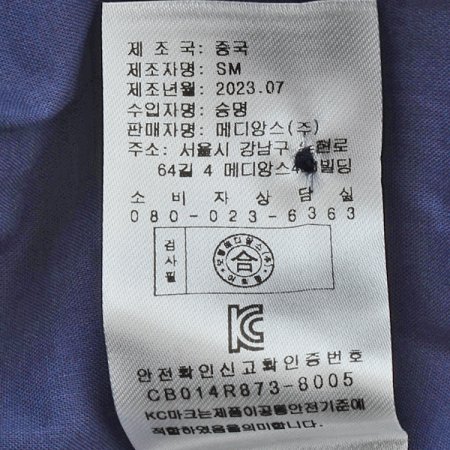 제 조 국: 중국
제조자명: SM
제조년월: 2023.07
수입자명: 승명
판매자명: 메디앙스(주)
주소: 서울시 강남구 현로
64길 4 메디앙스 빌딩
소 비 자 상 담 실
080-023-6363
검사필
合
KC
안전확인신고확인증번호
CB014R873-8005
KC마크는제품이공통안전기준에
적합하였음을의미합니다